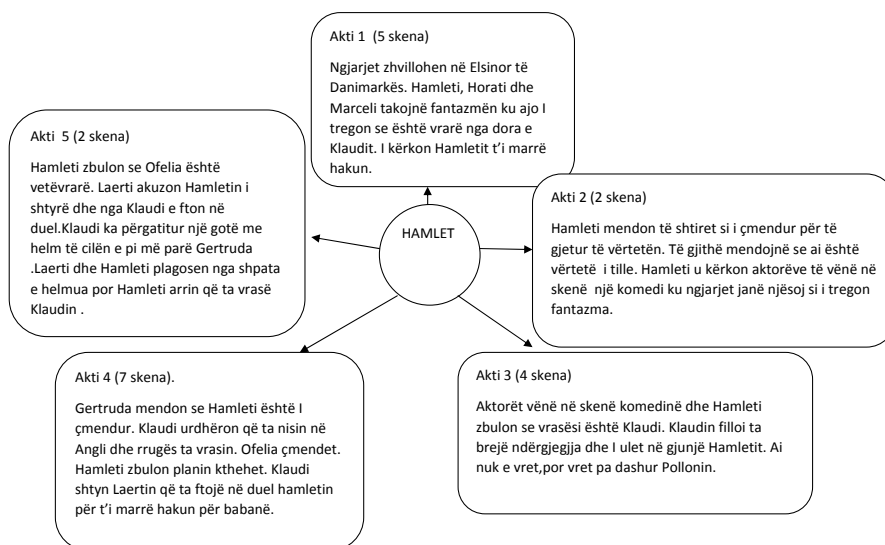 HAMLET
Akti 1 (5 skena)
Ngjarjet zhvillohen në Elsinor të
Danimarkës. Hamleti, Horati dhe
Marceli takojnë fantazmën ku ajo I
tregon se është vrarë nga dora e
Klaudit. I kërkon Hamletit t’i marrë
hakun.
Akti 2 (2 skena)
Hamleti mendon të shtiret si i çmendur për të
gjetur të vërtetën. Të gjithë mendojnë se ai është
vërtetë i tille. Hamleti u kërkon aktorëve të vënë në
skenë një komedi ku ngjarjet janë njësoj si i tregon
fantazma.
Akti 3 (4 skena)
Aktorët vënë në skenë komedinë dhe Hamleti
zbulon se vrasësi është Klaudi. Klaudin filloi ta
brejë ndërgjegjja dhe I ulet në gjunjë Hamletit. Ai
nuk e vret,por vret pa dashur Pollonin.
Akti 4 (7 skena).
Gertruda mendon se Hamleti është I
çmendur. Klaudi urdhëron që ta nisin në
Angli dhe rrugës ta vrasin. Ofelia çmendet.
Hamleti zbulon planin kthehet. Klaudi
shtyn Laertin që ta ftojë në duel hamletin
për t’i marrë hakun për babanë.
Akti 5 (2 skena)
Hamleti zbulon se Ofelia është
vetëvrarë. Laerti akuzon Hamletin i
shtyrë dhe nga Klaudi e fton në
duel.Klaudi ka përgatitur një gotë me
helm të cilën e pi më parë Gertruda
.Laerti dhe Hamleti plagosen nga shpata
e helmua por Hamleti arrin që ta vrasë
Klaudin .